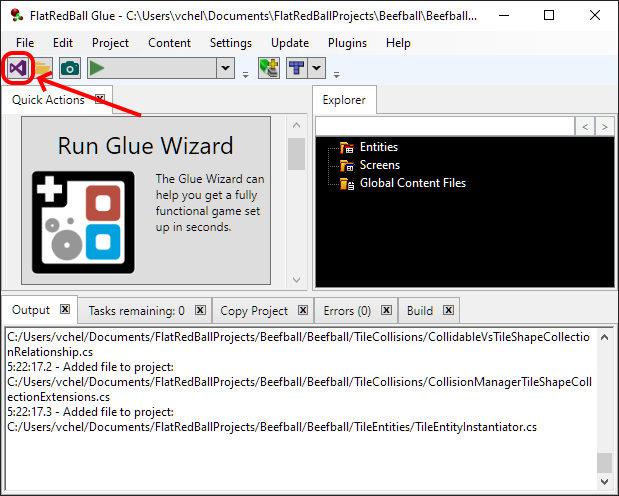 FlatRedBall Glue - C:\Users\vchel\Documents\FlatRedBallProjects\Beefball\Beefball...
File Edit Project Content Settings Update Plugins Help
Quick Actions
Explorer
Run Glue Wizard
The Glue Wizard can
help you get a fully
functional game set
up in seconds.
< >
Entities
Screens
Global Content Files
Output Tasks remaining: 0 Copy Project Errors (0) Build
C:/Users/vchel/Documents/FlatRedBallProjects/Beefball/Beefball/TileCollisions/CollidableVsTileShapeCollectio
nRelationship.cs
5:22:17.2 - Added file to project:
C:/Users/vchel/Documents/FlatRedBallProjects/Beefball/Beefball/TileCollisions/CollisionManagerTileShapeColl
ectionExtensions.cs
5:22:17.3 - Added file to project:
C:/Users/vchel/Documents/FlatRedBallProjects/Beefball/Beefball/TileEntities/TileEntityInstantiator.cs